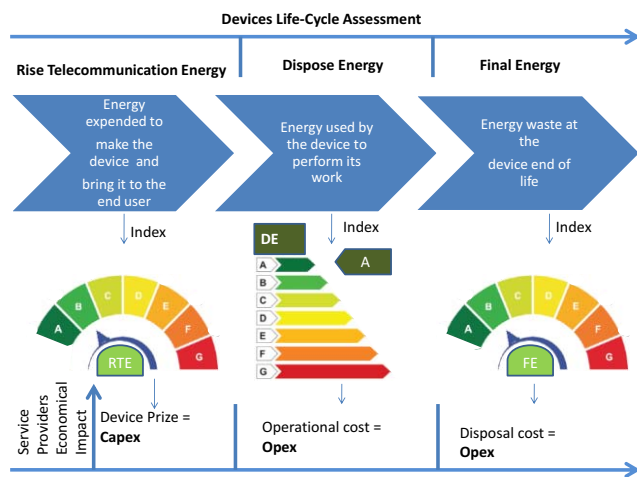 Devices Life-Cycle Assessment
Rise Telecommunication Energy
Dispose Energy
Final Energy
Energy
expended to
make the
device and
bring it to the
end user
Energy used by
the device to
perform its
work
Energy waste at
the
device end of
life
Index
Index
Index
A
B
C
D
E
F
G
RTE
DE
A
A
B
C
D
E
F
G
A
B
C
D
E
F
G
FE
Service
Providers
Economical
Impact
Device Prize =
Capex
Operational cost =
Opex
Disposal cost =
Opex